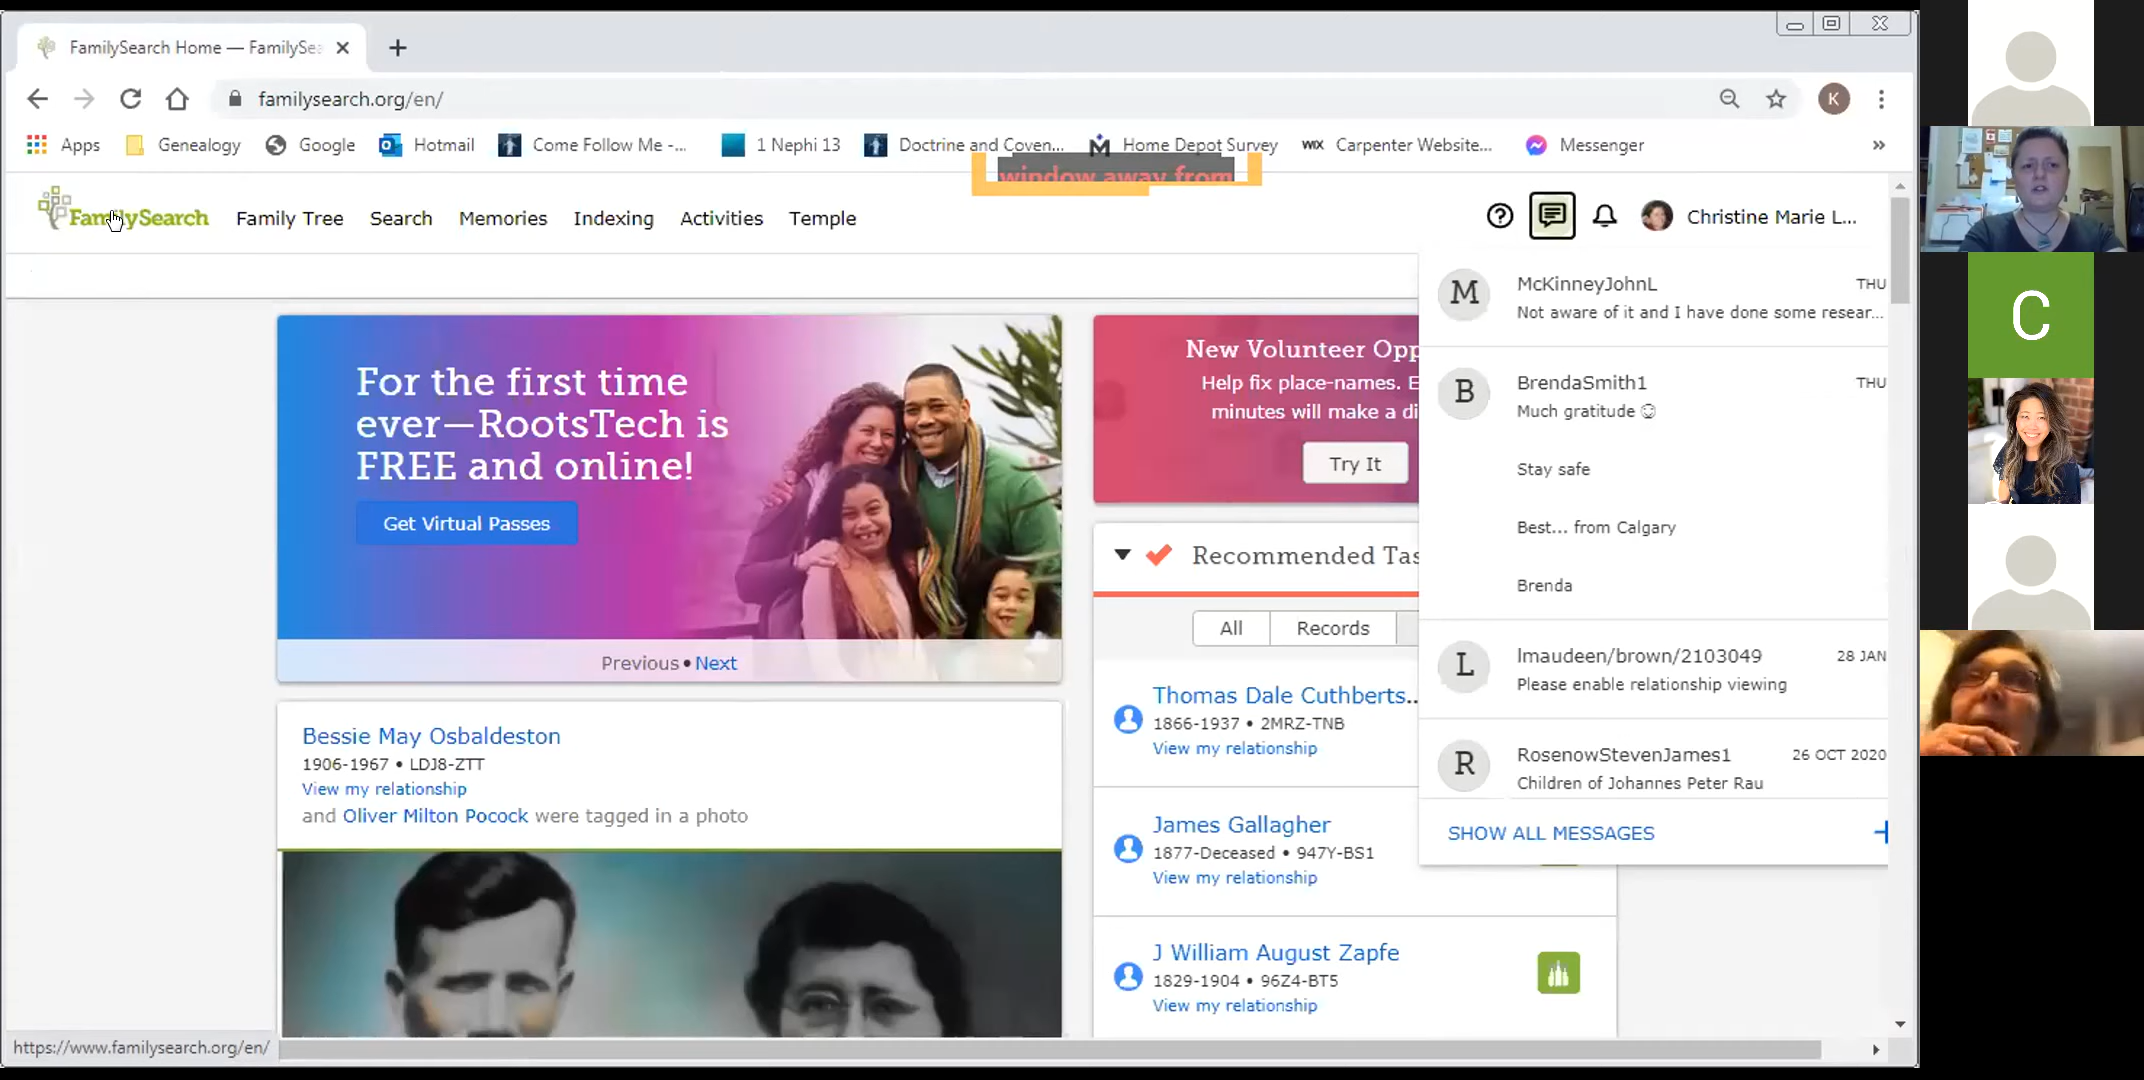 FamilySearch Home — FamilySea
familysearch.org/en/
K
Apps
Genealogy
Google
Hotmail
Come Follow Me -...
1 Nephi 13
Doctrine and Coven...
Home Depot Survey
WIX
Carpenter Website...
Messenger
»
window away from
FamilySearch
Family Tree
Search
Memories
Indexing
Activities
Temple
Christine Marie L...
For the first time
ever—RootsTech is
FREE and online!
Get Virtual Passes
Previous • Next
Bessie May Osbaldeston
1906-1967 • LDJ8-ZTT
View my relationship
and Oliver Milton Pocock were tagged in a photo
New Volunteer Opp
Help fix place-names. E
minutes will make a di
Try It
Recommended Tas
All
Records
Thomas Dale Cuthberts..
1866-1937 • 2MRZ-TNB
View my relationship
James Gallagher
1877-Deceased • 947Y-BS1
View my relationship
J William August Zapfe
1829-1904 • 96Z4-BT5
View my relationship
M
McKinneyJohnL
THU
Not aware of it and I have done some resear...
B
BrendaSmith1
THU
Much gratitude ☺
Stay safe
Best... from Calgary
Brenda
L
lmaudeen/brown/2103049
28 JAN
Please enable relationship viewing
R
RosenowStevenJames1
26 OCT 2020
Children of Johannes Peter Rau
SHOW ALL MESSAGES
https://www.familysearch.org/en/
C